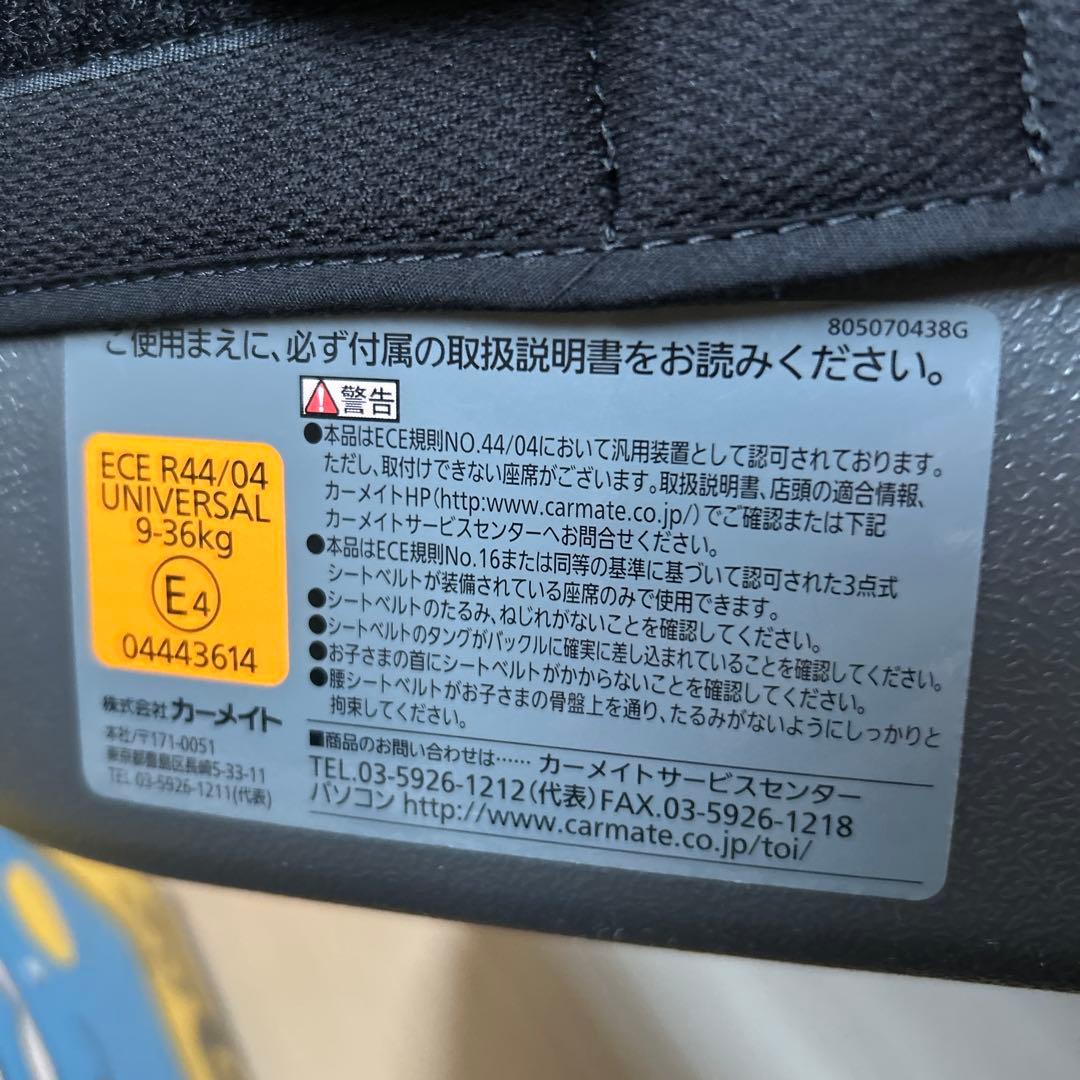 805070438G
ご使用まえに、必ず付属の取扱説明書をお読みください。
警告
●本品はECE規則NO.44/04において汎用装置として認可されております。
ただし、取付けできない座席がございます。取扱説明書、店頭の適合情報、
カーメイトHP(http:www.carmate.co.jp/)でご確認または下記
カーメイトサービスセンターへお問合せください。
●本品はECE規則No.16または同等の基準に基づいて認可された3点式
シートベルトが装備されている座席のみで使用できます。
●シートベルトのたるみ、ねじれがないことを確認してください。
●シートベルトのタングがバックルに確実に差し込まれていることを確認してください。
●お子さまの首にシートベルトがかからないことを確認してください。
●腰シートベルトがお子さまの骨盤上を通り、たるみがないようにしっかりと
拘束してください。
ECE R44/04
UNIVERSAL
9-36kg
E4
04443614
株式会社カーメイト
本社/〒171-0051
東京都豊島区長崎5-33-11
TEL 03-5926-1211(代表)
■商品のお問い合わせは…… カーメイトサービスセンター
TEL.03-5926-1212(代表)FAX.03-5926-1218
パソコン http://www.carmate.co.jp/toi/